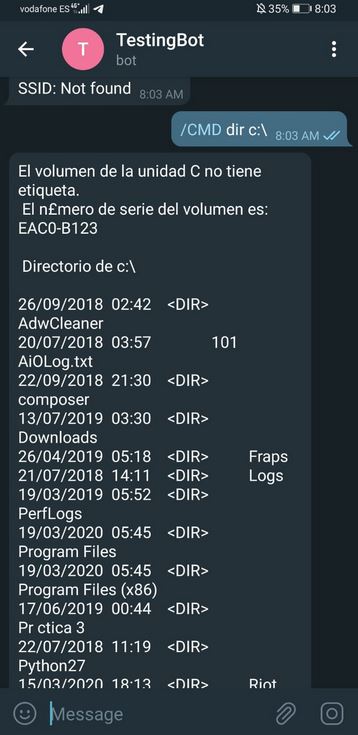 vodafone ES 4G 35% 8:03
T
TestingBot
bot
SSID: Not found 8:03 AM
/CMD dir c:\ 8:03 AM
El volumen de la unidad C no tiene
etiqueta.
El n£mero de serie del volumen es:
EAC0-B123
Directorio de c:\
26/09/2018 02:42 <DIR>
AdwCleaner
20/07/2018 03:57 101
AiOLog.txt
22/09/2018 21:30 <DIR>
composer
13/07/2019 03:30 <DIR>
Downloads
26/04/2019 05:18 <DIR> Fraps
21/07/2018 14:11 <DIR> Logs
19/03/2019 05:52 <DIR>
PerfLogs
19/03/2020 05:45 <DIR>
Program Files
19/03/2020 05:45 <DIR>
Program Files (x86)
17/06/2019 00:44 <DIR>
Pr ctica 3
22/07/2018 11:19 <DIR>
Python27
15/03/2020 18:13 <DIR> Riot
Message